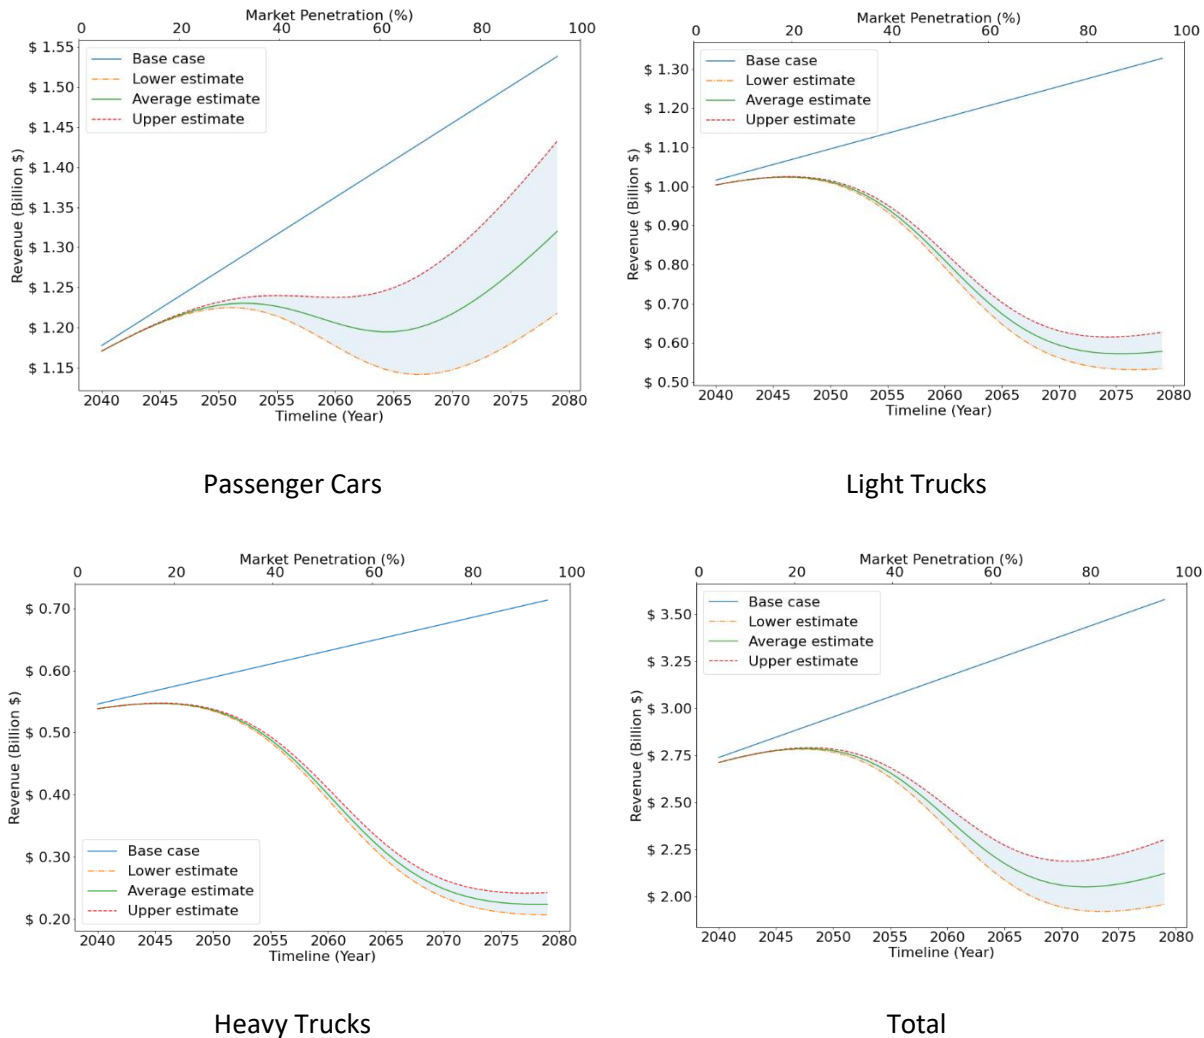 Market Penetration (%)
0 20 40 60 80 100
$ 1.55
$ 1.50
$ 1.45
$ 1.40
$ 1.35
$ 1.30
$ 1.25
$ 1.20
$ 1.15
Revenue (Billion $)
Base case
Lower estimate
Average estimate
Upper estimate
2040 2045 2050 2055 2060 2065 2070 2075 2080
Timeline (Year)
Passenger Cars
Market Penetration (%)
0 20 40 60 80 100
$ 1.30
$ 1.20
$ 1.10
$ 1.00
$ 0.90
$ 0.80
$ 0.70
$ 0.60
$ 0.50
Revenue (Billion $)
Base case
Lower estimate
Average estimate
Upper estimate
2040 2045 2050 2055 2060 2065 2070 2075 2080
Timeline (Year)
Light Trucks
Market Penetration (%)
0 20 40 60 80 100
$ 0.70
$ 0.60
$ 0.50
$ 0.40
$ 0.30
$ 0.20
Revenue (Billion $)
Base case
Lower estimate
Average estimate
Upper estimate
2040 2045 2050 2055 2060 2065 2070 2075 2080
Timeline (Year)
Heavy Trucks
Market Penetration (%)
0 20 40 60 80 100
$ 3.50
$ 3.25
$ 3.00
$ 2.75
$ 2.50
$ 2.25
$ 2.00
Revenue (Billion $)
Base case
Lower estimate
Average estimate
Upper estimate
2040 2045 2050 2055 2060 2065 2070 2075 2080
Timeline (Year)
Total